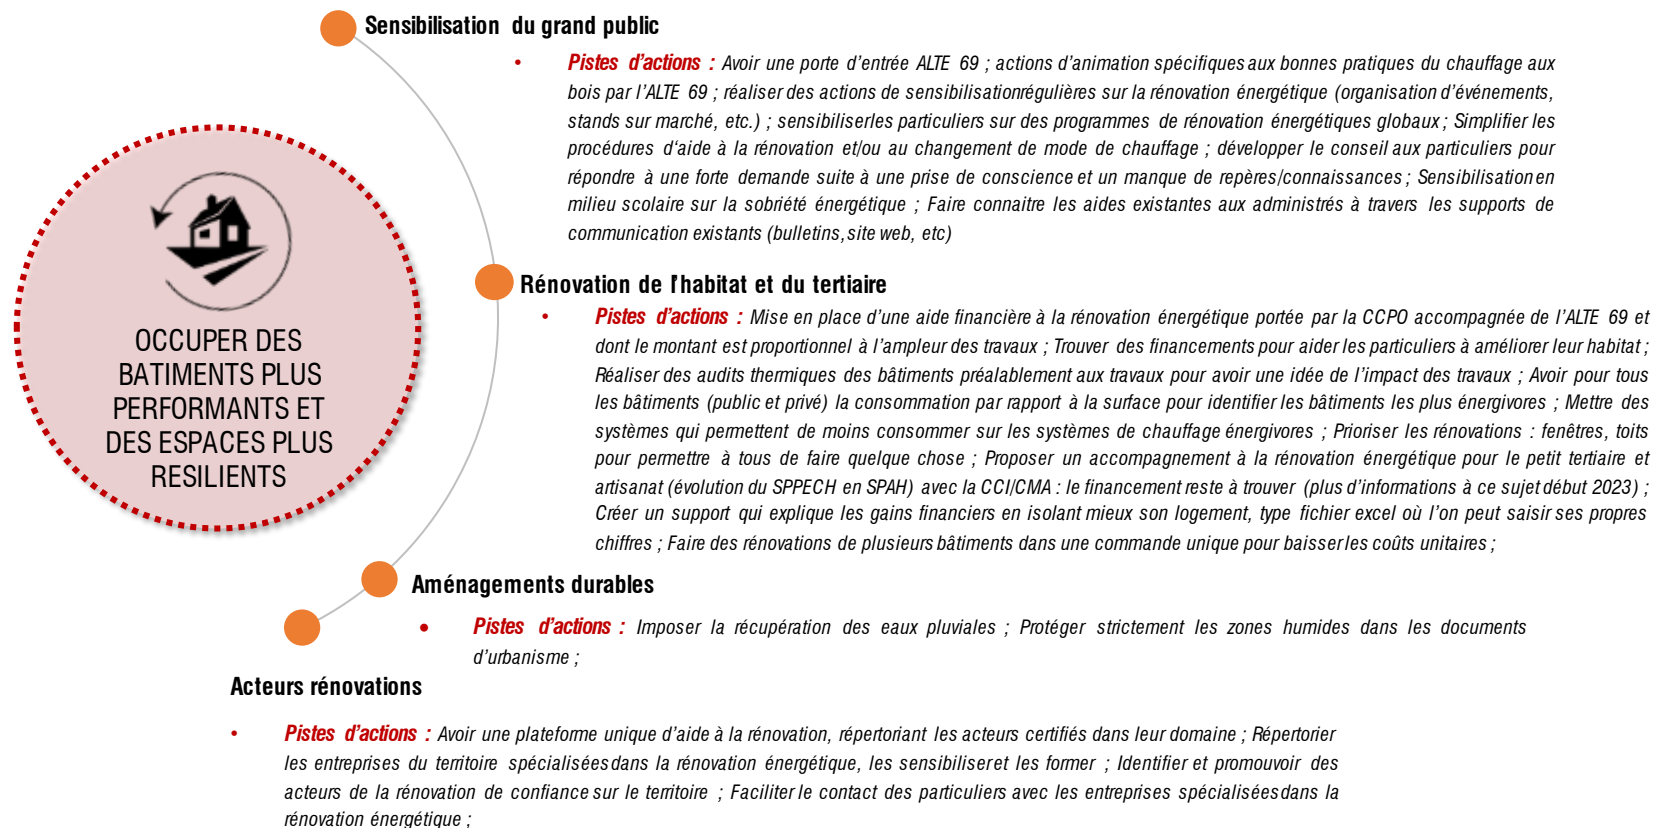 Sensibilisation du grand public
• Pistes d’actions : Avoir une porte d’entrée ALTE 69 ; actions d’animation spécifiques aux bonnes pratiques du chauffage aux
bois par l’ALTE 69 ; réaliser des actions de sensibilisation régulières sur la rénovation énergétique (organisation d’événements,
stands sur marché, etc.) ; sensibiliser les particuliers sur des programmes de rénovation énergétiques globaux ; Simplifier les
procédures d‘aide à la rénovation et/ou au changement de mode de chauffage ; développer le conseil aux particuliers pour
répondre à une forte demande suite à une prise de conscience et un manque de repères/connaissances ; Sensibilisation en
milieu scolaire sur la sobriété énergétique ; Faire connaitre les aides existantes aux administrés à travers les supports de
communication existants (bulletins, site web, etc)
OCCUPER DES
BATIMENTS PLUS
PERFORMANTS ET
DES ESPACES PLUS
RESILIENTS
Rénovation de l’habitat et du tertiaire
• Pistes d’actions : Mise en place d’une aide financière à la rénovation énergétique portée par la CCPO accompagnée de l’ALTE 69 et
dont le montant est proportionnel à l’ampleur des travaux ; Trouver des financements pour aider les particuliers à améliorer leur habitat ;
Réaliser des audits thermiques des bâtiments préalablement aux travaux pour avoir une idée de l’impact des travaux ; Avoir pour tous
les bâtiments (public et privé) la consommation par rapport à la surface pour identifier les bâtiments les plus énergivores ; Mettre des
systèmes qui permettent de moins consommer sur les systèmes de chauffage énergivores ; Prioriser les rénovations : fenêtres, toits
pour permettre à tous de faire quelque chose ; Proposer un accompagnement à la rénovation énergétique pour le petit tertiaire et
artisanat (évolution du SPPECH en SPAH) avec la CCI/CMA : le financement reste à trouver (plus d’informations à ce sujet début 2023) ;
Créer un support qui explique les gains financiers en isolant mieux son logement, type fichier excel où l’on peut saisir ses propres
chiffres ; Faire des rénovations de plusieurs bâtiments dans une commande unique pour baisser les coûts unitaires ;
Aménagements durables
• Pistes d’actions : Imposer la récupération des eaux pluviales ; Protéger strictement les zones humides dans les documents
d’urbanisme ;
Acteurs rénovations
• Pistes d’actions : Avoir une plateforme unique d’aide à la rénovation, répertoriant les acteurs certifiés dans leur domaine ; Répertorier
les entreprises du territoire spécialisées dans la rénovation énergétique, les sensibiliser et les former ; Identifier et promouvoir des
acteurs de la rénovation de confiance sur le territoire ; Faciliter le contact des particuliers avec les entreprises spécialisées dans la
rénovation énergétique ;